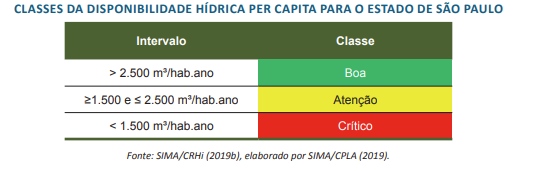 CLASSES DA DISPONIBILIDADE HÍDRICA PER CAPITA PARA O ESTADO DE SÃO PAULO
Intervalo Classe
> 2.500 m³/hab.ano Boa
≥1.500 e ≤ 2.500 m³/hab.ano Atenção
< 1.500 m³/hab.ano Crítico
Fonte: SIMA/CRHi (2019b), elaborado por SIMA/CPLA (2019).